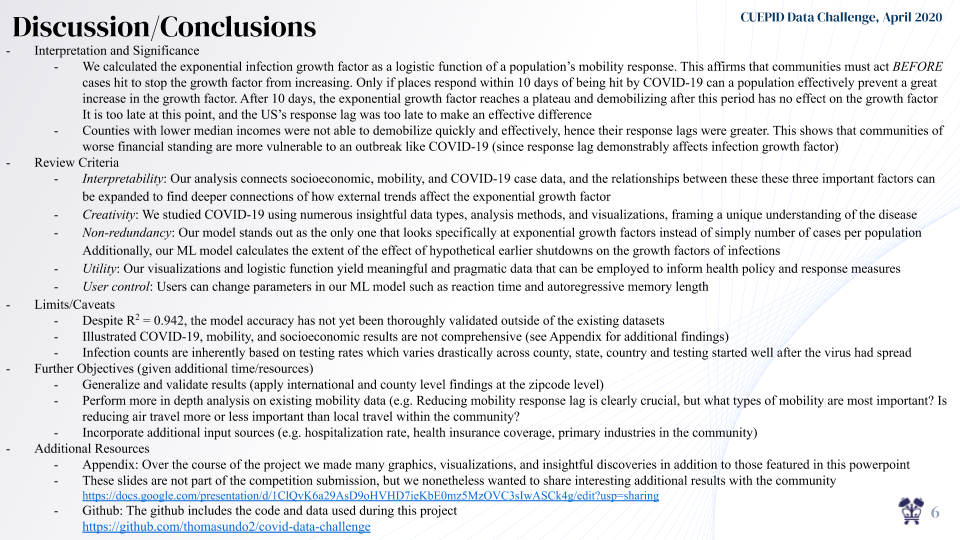 Discussion/Conclusions
CUEPID Data Challenge, April 2020
- Interpretation and Significance
- We calculated the exponential infection growth factor as a logistic function of a population's mobility response. This affirms that communities must act BEFORE
cases hit to stop the growth factor from increasing. Only if places respond within 10 days of being hit by COVID-19 can a population effectively prevent a great
increase in the growth factor. After 10 days, the exponential growth factor reaches a plateau and demobilizing after this period has no effect on the growth factor
It is too late at this point, and the US's response lag was too late to make an effective difference
- Counties with lower median incomes were not able to demobilize quickly and effectively, hence their response lags were greater. This shows that communities of
worse financial standing are more vulnerable to an outbreak like COVID-19 (since response lag demonstrably affects infection growth factor)
- Review Criteria
- Interpretability: Our analysis connects socioeconomic, mobility, and COVID-19 case data, and the relationships between these these three important factors can
be expanded to find deeper connections of how external trends affect the exponential growth factor
- Creativity: We studied COVID-19 using numerous insightful data types, analysis methods, and visualizations, framing a unique understanding of the disease
- Non-redundancy: Our model stands out as the only one that looks specifically at exponential growth factors instead of simply number of cases per population
Additionally, our ML model calculates the extent of the effect of hypothetical earlier shutdowns on the growth factors of infections
- Utility: Our visualizations and logistic function yield meaningful and pragmatic data that can be employed to inform health policy and response measures
- User control: Users can change parameters in our ML model such as reaction time and autoregressive memory length
- Limits/Caveats
- Despite R² = 0.942, the model accuracy has not yet been thoroughly validated outside of the existing datasets
- Illustrated COVID-19, mobility, and socioeconomic results are not comprehensive (see Appendix for additional findings)
- Infection counts are inherently based on testing rates which varies drastically across county, state, country and testing started well after the virus had spread
- Further Objectives (given additional time/resources)
- Generalize and validate results (apply international and county level findings at the zipcode level)
- Perform more in depth analysis on existing mobility data (e.g. Reducing mobility response lag is clearly crucial, but what types of mobility are most important? Is
reducing air travel more or less important than local travel within the community?
- Incorporate additional input sources (e.g. hospitalization rate, health insurance coverage, primary industries in the community)
- Additional Resources
- Appendix: Over the course of the project we made many graphics, visualizations, and insightful discoveries in addition to those featured in this powerpoint
- These slides are not part of the competition submission, but we nonetheless wanted to share interesting additional results with the community
https://docs.google.com/presentation/d/1ClQvK6a29AsD9oHVHD7ieKbE0mz5MzOVC3sIwASCk4g/edit?usp=sharing
- Github: The github includes the code and data used during this project
https://github.com/thomasundo2/covid-data-challenge
6